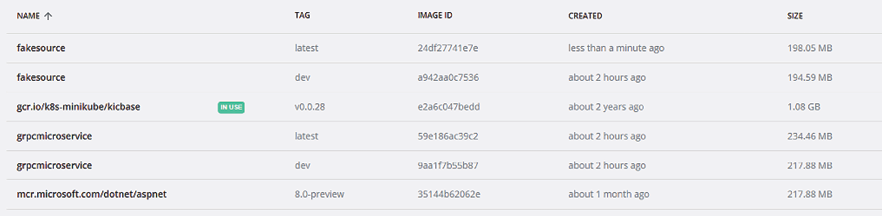 NAME ↑ TAG IMAGE ID CREATED SIZE
fakesource latest 24df27741e7e less than a minute ago 198.05 MB
fakesource dev a942aa0c7536 about 2 hours ago 194.59 MB
gcr.io/k8s-minikube/kicbase IN USE v0.0.28 e2a6c047bedd about 2 years ago 1.08 GB
grpcmicroservice latest 59e186ac39c2 about 2 hours ago 234.46 MB
grpcmicroservice dev 9aa1f7b55b87 about 2 hours ago 217.88 MB
mcr.microsoft.com/dotnet/aspnet 8.0-preview 35144b62062e about 1 month ago 217.88 MB